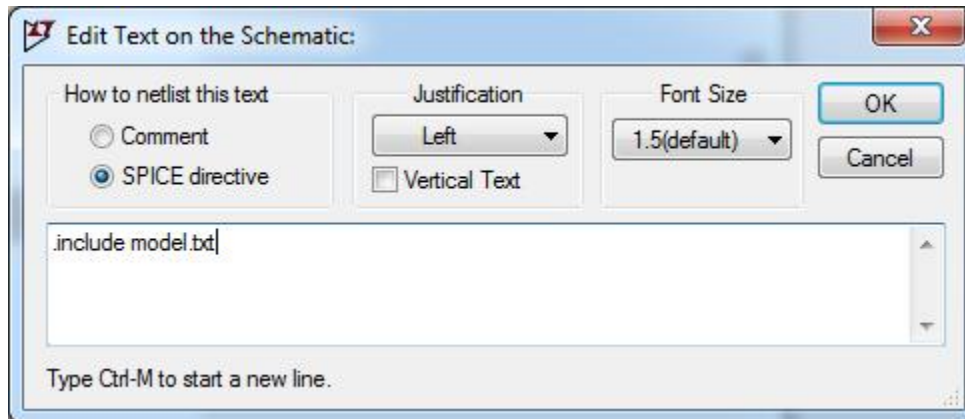 Edit Text on the Schematic:
How to netlist this text
Comment
SPICE directive
Justification
Left
Vertical Text
Font Size
1.5(default)
OK
Cancel
.include model.txt
Type Ctrl-M to start a new line.